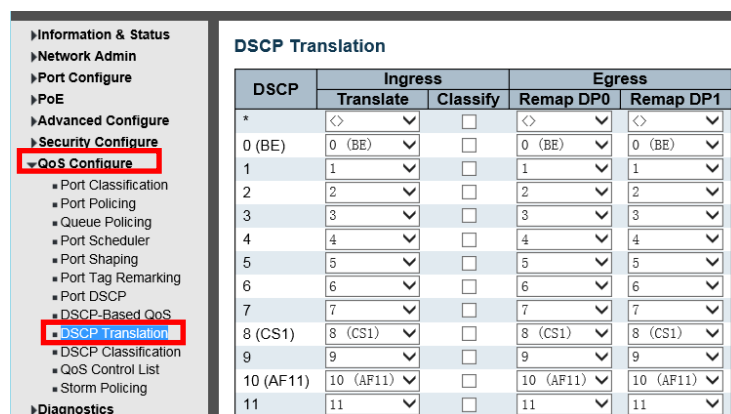 Information & Status
Network Admin
Port Configure
PoE
Advanced Configure
Security Configure
QoS Configure
Port Classification
Port Policing
Queue Policing
Port Scheduler
Port Shaping
Port Tag Remarking
Port DSCP
DSCP-Based QoS
DSCP Translation
DSCP Classification
QoS Control List
Storm Policing
Diagnostics
DSCP Translation
DSCP Ingress Egress
Translate Classify Remap DP0 Remap DP1
* <> <> <>
0 (BE) 0 (BE) 0 (BE) 0 (BE)
1 1 1 1
2 2 2 2
3 3 3 3
4 4 4 4
5 5 5 5
6 6 6 6
7 7 7 7
8 (CS1) 8 (CS1) 8 (CS1) 8 (CS1)
9 9 9 9
10 (AF11) 10 (AF11) 10 (AF11) 10 (AF11)
11 11 11 11